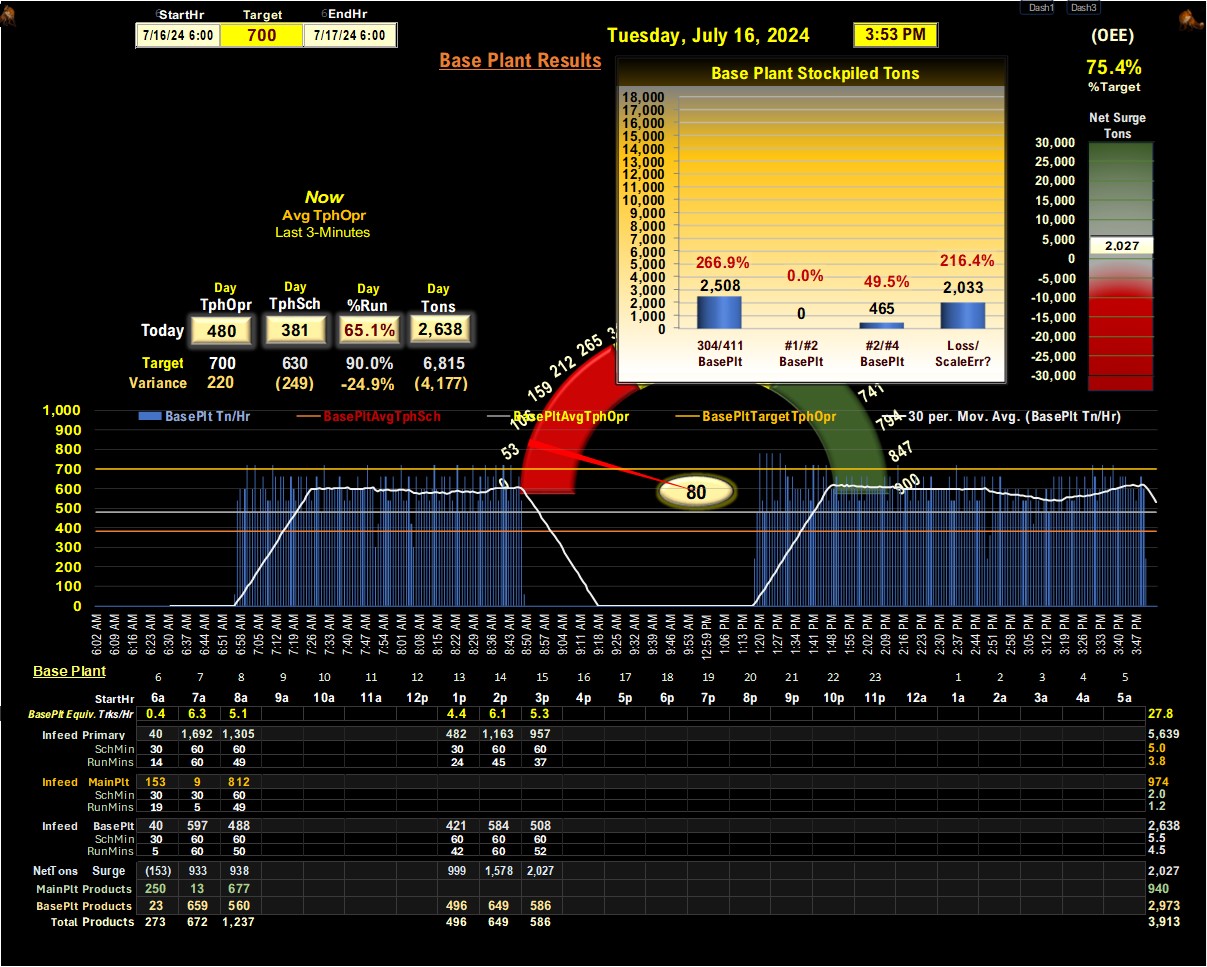 Dash1 Dash3
6 StartHr Target 6 EndHr
7/16/24 6:00 700 7/17/24 6:00
Tuesday, July 16, 2024 3:53 PM
(OEE)
75.4%
%Target
Base Plant Results
Base Plant Stockpiled Tons
18,000
17,000
16,000
15,000
14,000
13,000
12,000
11,000
10,000
9,000
8,000
7,000
6,000
5,000
4,000
3,000
2,000
1,000
0
266.9% 0.0% 49.5% 216.4%
2,508 0 465 2,033
304/411 #1/#2 #2/#4 Loss/
BasePlt BasePlt BasePlt ScaleErr?
Net Surge
Tons
30,000
25,000
20,000
15,000
10,000
5,000
0
-5,000
-10,000
-15,000
-20,000
-25,000
-30,000
2,027
Now
Avg TphOpr
Last 3-Minutes
Day Day Day Day
TphOpr TphSch %Run Tons
Today 480 381 65.1% 2,638
Target 700 630 90.0% 6,815
Variance 220 (249) -24.9% (4,177)
0 53 106 159 212 265 741 794 847 900
80
BasePlt Tn/Hr BasePltAvgTphSch BasePltAvgTphOpr BasePltTargetTphOpr 30 per. Mov. Avg. (BasePlt Tn/Hr)
1,000
900
800
700
600
500
400
300
200
100
0
6:02 AM 6:09 AM 6:16 AM 6:23 AM 6:30 AM 6:37 AM 6:44 AM 6:51 AM 6:58 AM 7:05 AM 7:12 AM 7:19 AM 7:26 AM 7:33 AM 7:40 AM 7:47 AM 7:54 AM 8:01 AM 8:08 AM 8:15 AM 8:22 AM 8:29 AM 8:36 AM 8:43 AM 8:50 AM 8:57 AM 9:04 AM 9:11 AM 9:18 AM 9:25 AM 9:32 AM 9:39 AM 9:46 AM 9:53 AM 12:59 PM 1:06 PM 1:13 PM 1:20 PM 1:27 PM 1:34 PM 1:41 PM 1:48 PM 1:55 PM 2:02 PM 2:09 PM 2:16 PM 2:23 PM 2:30 PM 2:37 PM 2:44 PM 2:51 PM 2:58 PM 3:05 PM 3:12 PM 3:19 PM 3:26 PM 3:33 PM 3:40 PM 3:47 PM
Base Plant 6 7 8 9 10 11 12 13 14 15 16 17 18 19 20 21 22 23 1 2 3 4 5
StartHr 6a 7a 8a 9a 10a 11a 12p 1p 2p 3p 4p 5p 6p 7p 8p 9p 10p 11p 12a 1a 2a 3a 4a 5a
BasePlt Equiv. Trks/Hr 0.4 6.3 5.1 4.4 6.1 5.3 27.8
Infeed Primary 40 1,692 1,305 482 1,163 957 5,639
SchMin 30 60 60 30 60 60 5.0
RunMins 14 60 49 24 45 37 3.8
Infeed MainPlt 153 9 812 974
SchMin 30 30 60 2.0
RunMins 19 5 49 1.2
Infeed BasePlt 40 597 488 421 584 508 2,638
SchMin 30 60 60 60 60 60 5.5
RunMins 5 60 50 42 60 52 4.5
NetTons Surge (153) 933 938 999 1,578 2,027 2,027
MainPlt Products 250 13 677 940
BasePlt Products 23 659 560 496 649 586 2,973
Total Products 273 672 1,237 496 649 586 3,913